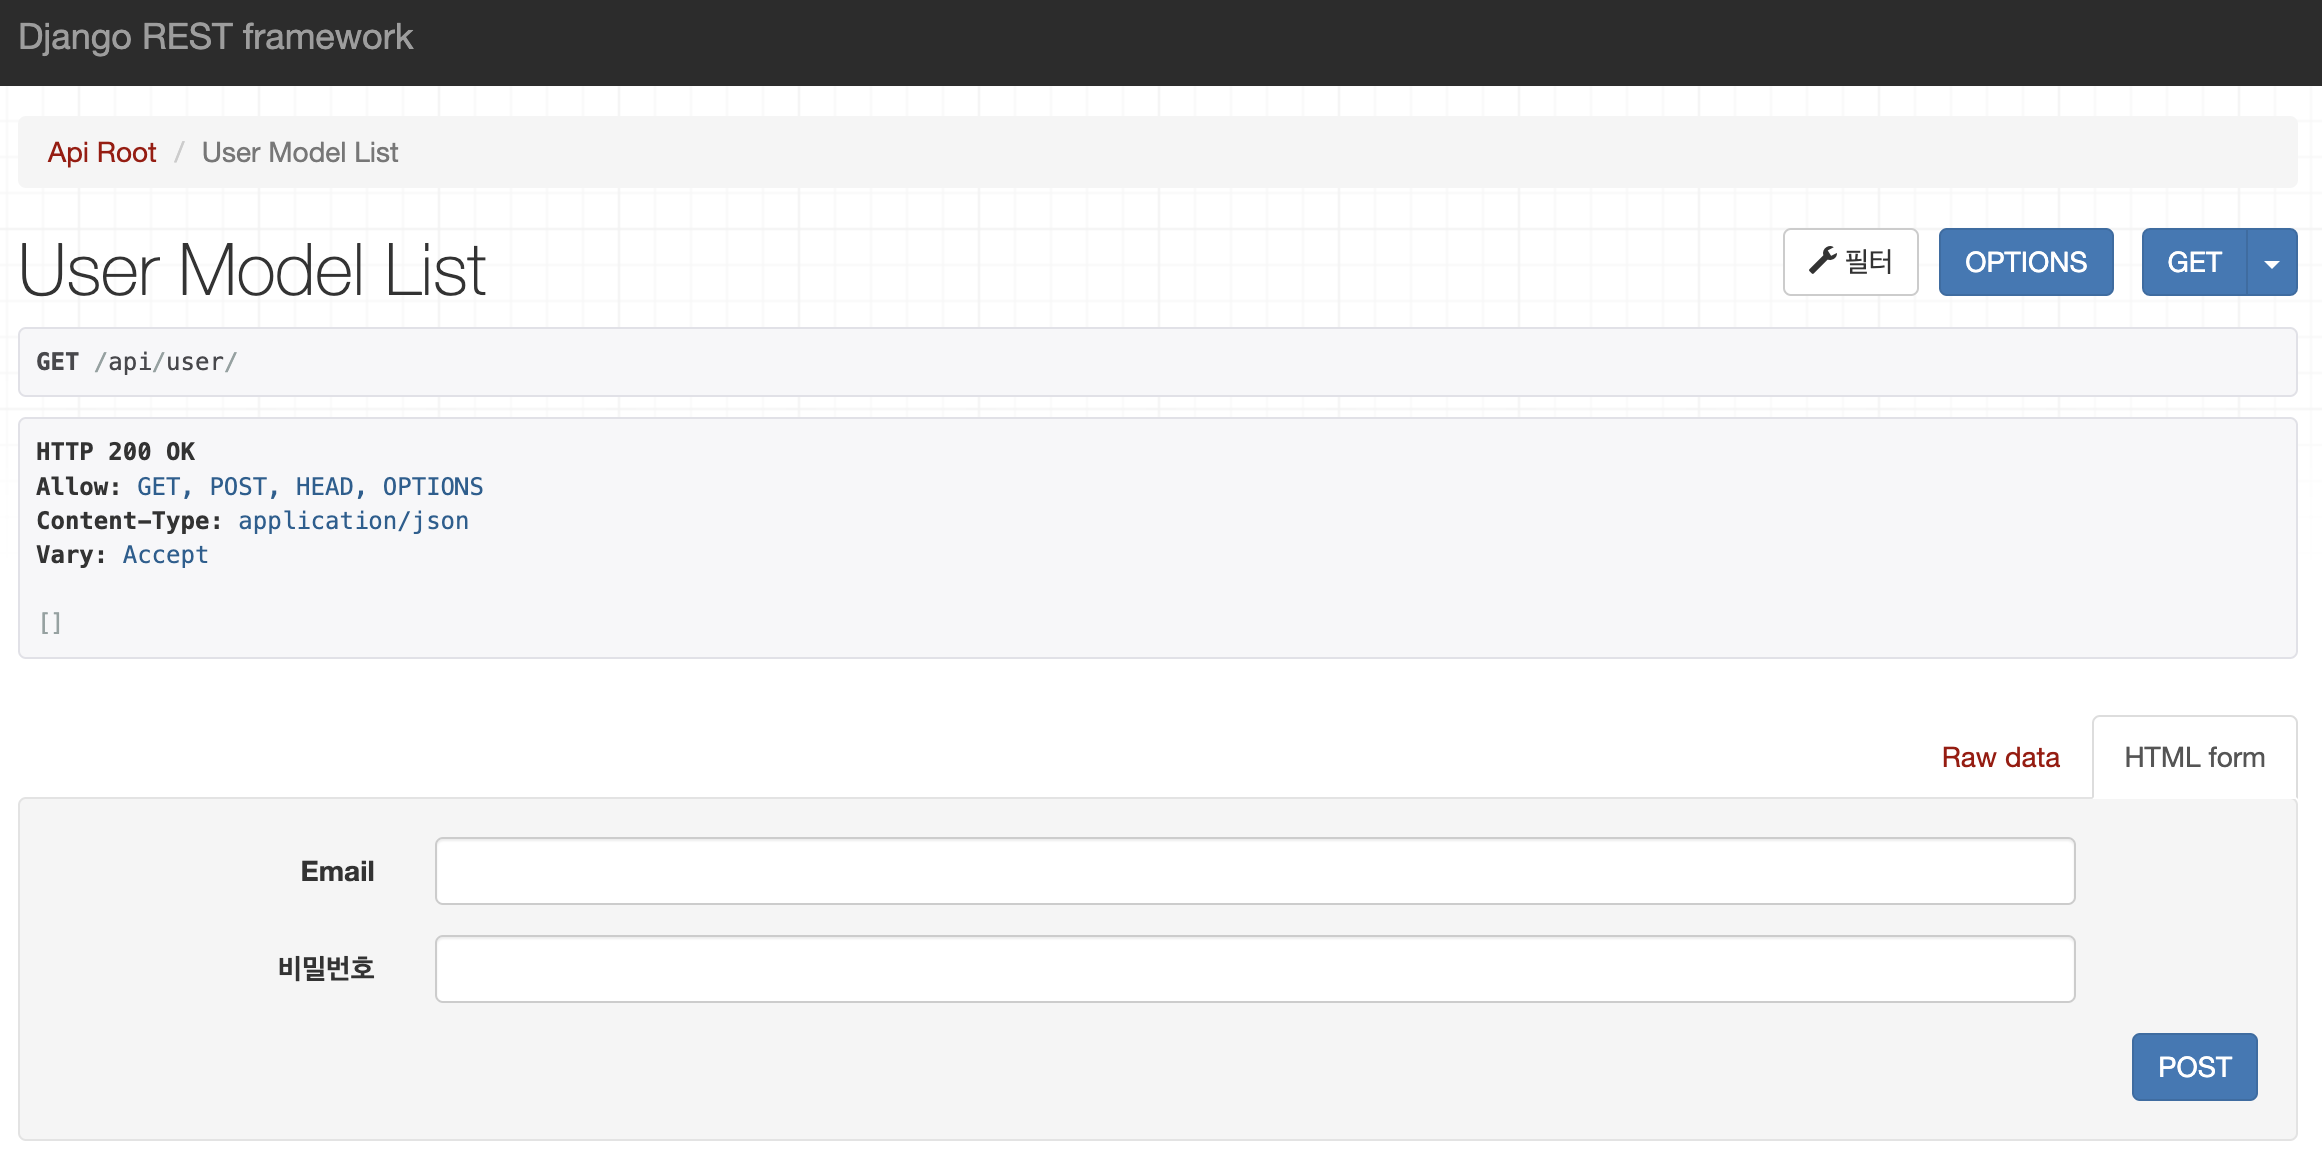 Django REST framework
Api Root / User Model List
User Model List
필터
OPTIONS
GET
GET /api/user/
HTTP 200 OK
Allow: GET, POST, HEAD, OPTIONS
Content-Type: application/json
Vary: Accept
[]
Raw data
HTML form
Email
비밀번호
POST